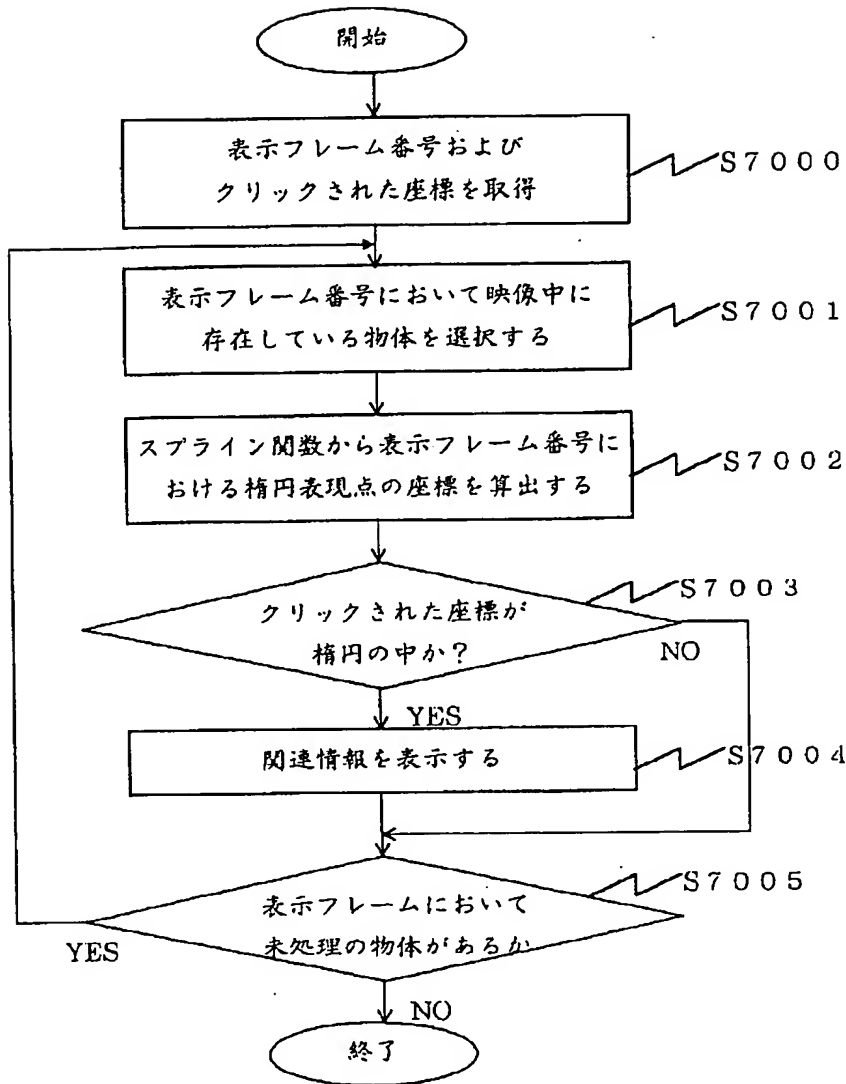 開始
表示フレーム番号および
クリックされた座標を取得
S7000
表示フレーム番号において映像中に
存在している物体を選択する
S7001
スプライン関数から表示フレーム番号に
おける楕円表現点の座標を算出する
S7002
クリックされた座標が
楕円の中か?
S7003
NO
YES
関連情報を表示する
S7004
表示フレームにおいて
未処理の物体があるか
S7005
YES
NO
終了